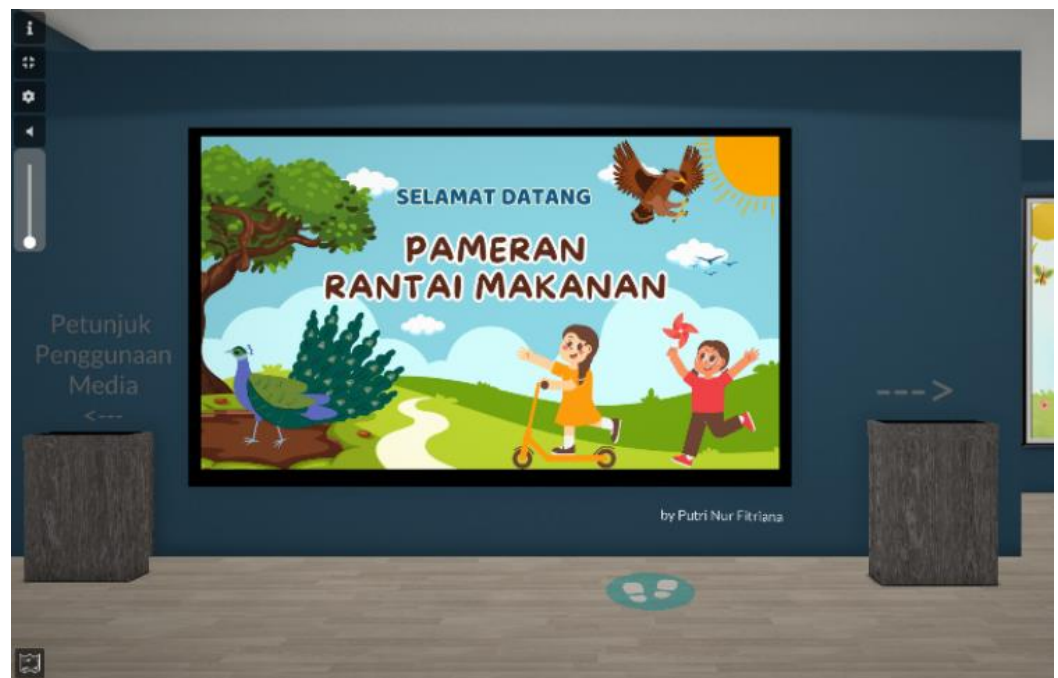 SELAMAT DATANG
PAMERAN
RANTAI MAKANAN
Petunjuk
Penggunaan
Media
<---
--->
by Putri Nur Fitriana